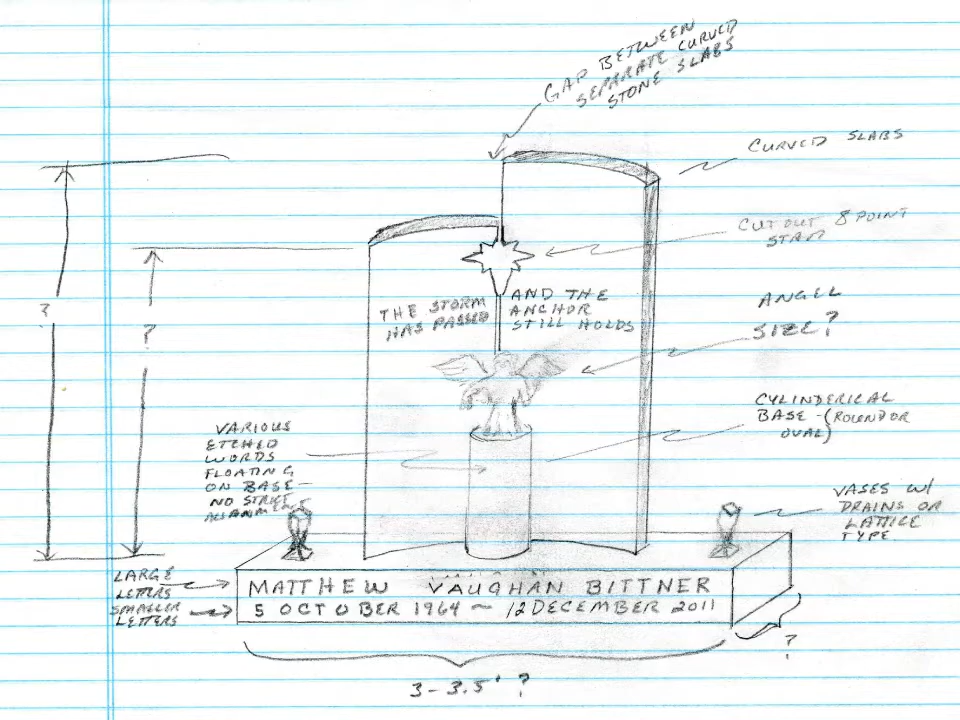 GAP BETWEEN
SEPARATE CURVED
STONE SLABS
CURVED SLABS
CUT OUT 8 POINT
STAR
?
?
THE STORM
HAS PASSED
AND THE
ANCHOR
STILL HOLDS
ANGEL
SIZE?
CYLINDERICAL
BASE - (ROUND OR
OVAL)
VARIOUS
ETCHED
WORDS
FLOATING
ON BASE -
NO STRICT
VASES W/
DRAINS OR
LATTICE
TYPE
LARGE
LETTERS
SMALLER
LETTERS
MATTHEW VAUGHAN BITTNER
5 OCTOBER 1964 ~ 12 DECEMBER 2011
?
3 - 3.5' ?